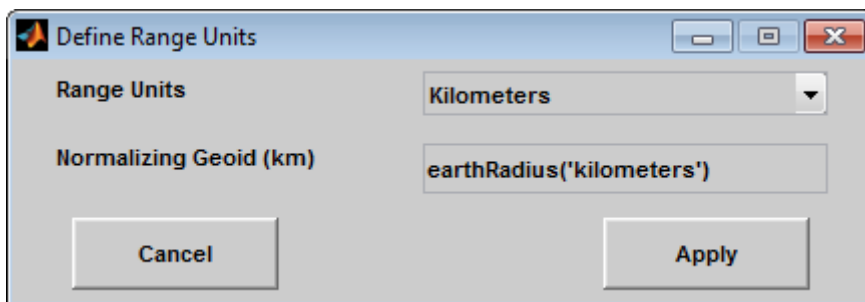 Define Range Units
Range Units Kilometers
Normalizing Geoid (km) earthRadius('kilometers')
Cancel Apply